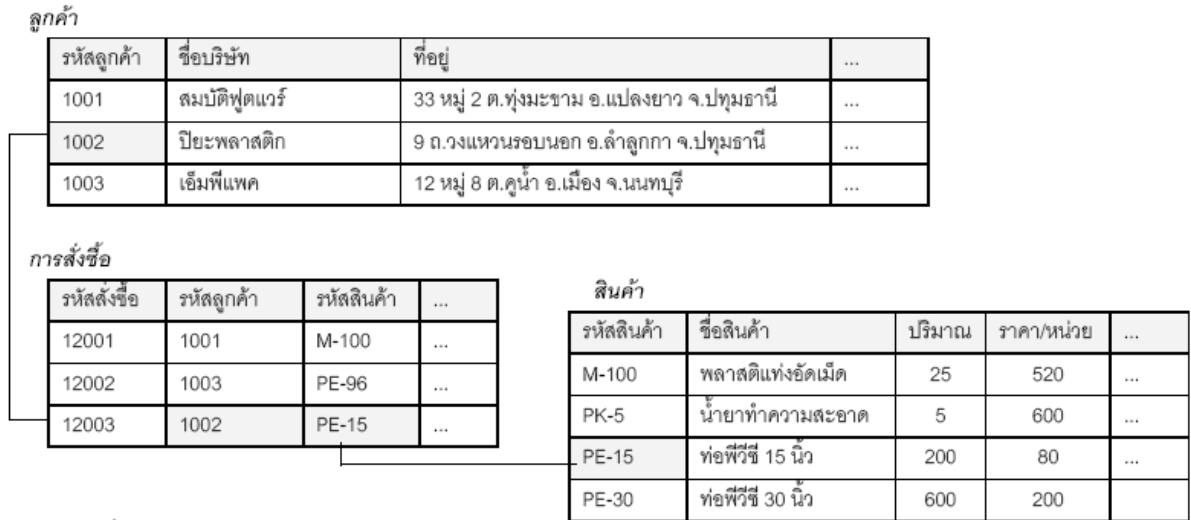 ลูกค้า
รหัสลูกค้า ชื่อบริษัท ที่อยู่ ...
1001 สมบัติฟุตแวร์ 33 หมู่ 2 ต.ทุ่งมะขาม อ.แปลงยาว จ.ปทุมธานี ...
1002 ปิยะพลาสติก 9 ถ.วงแหวนรอบนอก อ.ลำลูกกา จ.ปทุมธานี ...
1003 เอ็มพีแพค 12 หมู่ 8 ต.คูน้ำ อ.เมือง จ.นนทบุรี ...
การสั่งซื้อ
รหัสสั่งซื้อ รหัสลูกค้า รหัสสินค้า ...
12001 1001 M-100 ...
12002 1003 PE-96 ...
12003 1002 PE-15 ...
สินค้า
รหัสสินค้า ชื่อสินค้า ปริมาณ ราคา/หน่วย ...
M-100 พลาสติแท่งอัดเม็ด 25 520 ...
PK-5 น้ำยาทำความสะอาด 5 600 ...
PE-15 ท่อพีวีซี 15 นิ้ว 200 80 ...
PE-30 ท่อพีวีซี 30 นิ้ว 600 200